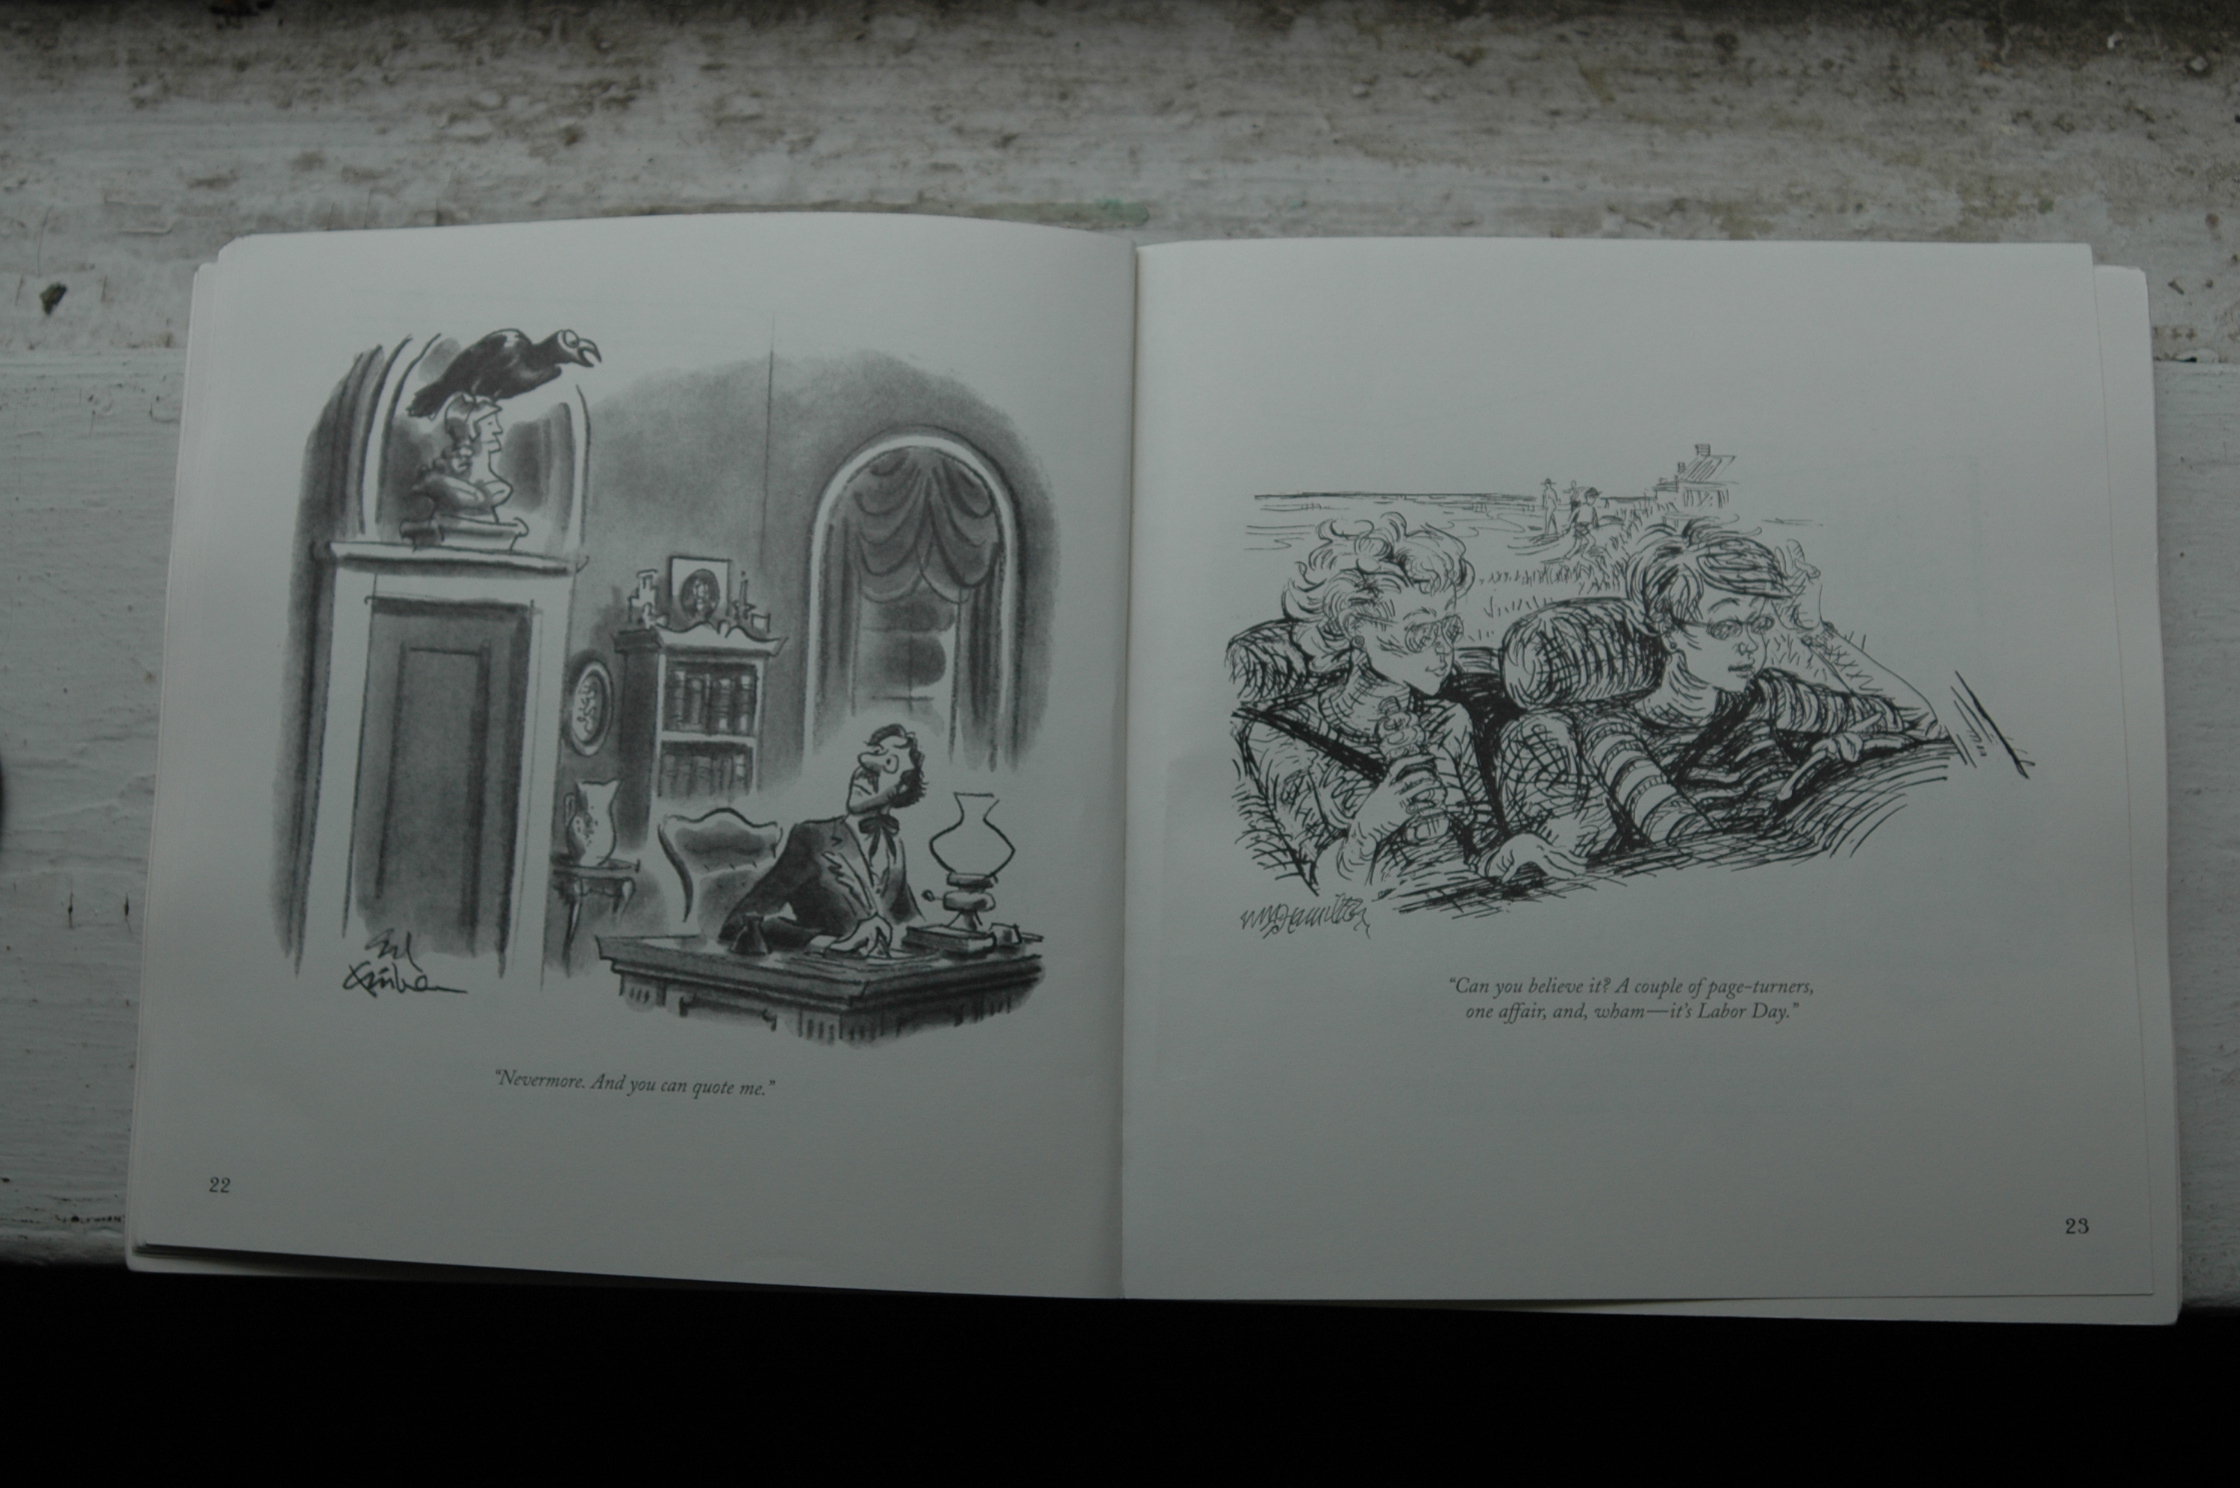 “Nevermore. And you can quote me.”
22
“Can you believe it? A couple of page-turners,
one affair, and, wham—it’s Labor Day.”
23